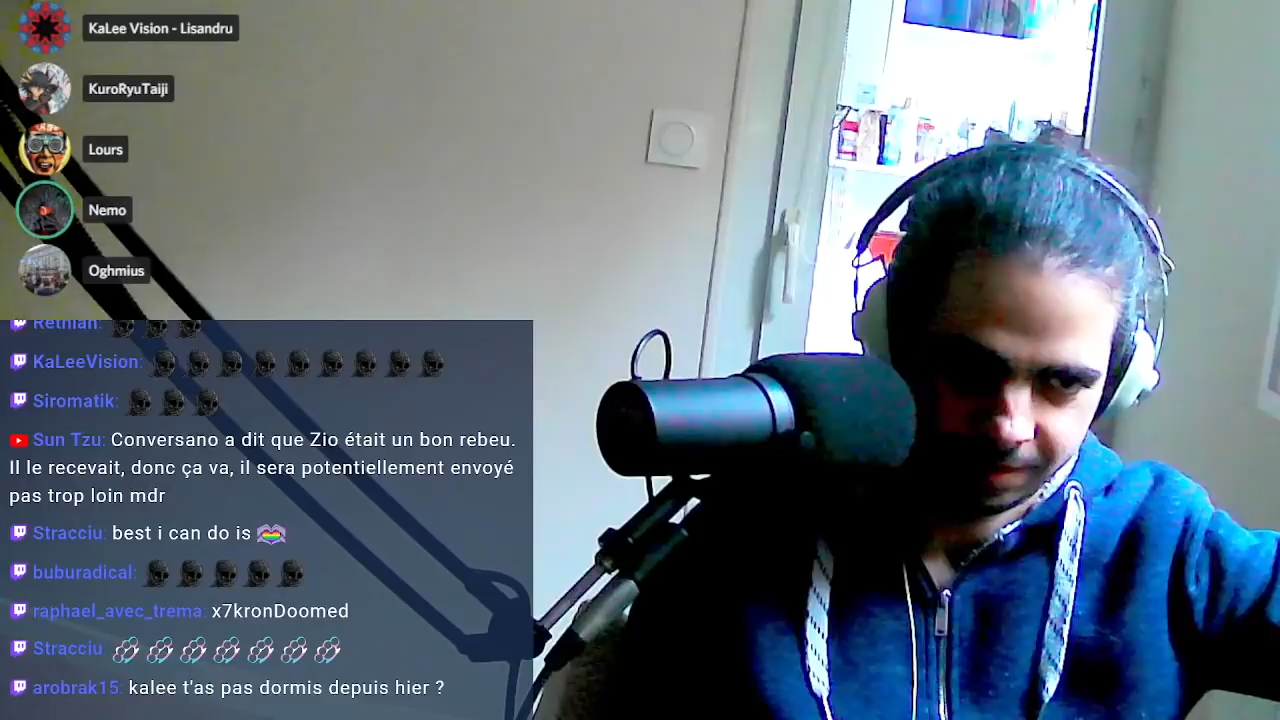 KaLee Vision - Lisandru
KuroRyuTaiji
Lours
Nemo
Oghmius
Rethian:
KaLeeVision:
Siromatik:
Sun Tzu: Conversano a dit que Zio était un bon rebeu.
Il le recevait, donc ça va, il sera potentiellement envoyé
pas trop loin mdr
Stracciu: best i can do is
buburadical:
raphael_avec_trema: x7kronDoomed
Stracciu:
arobrak15: kalee t'as pas dormis depuis hier ?